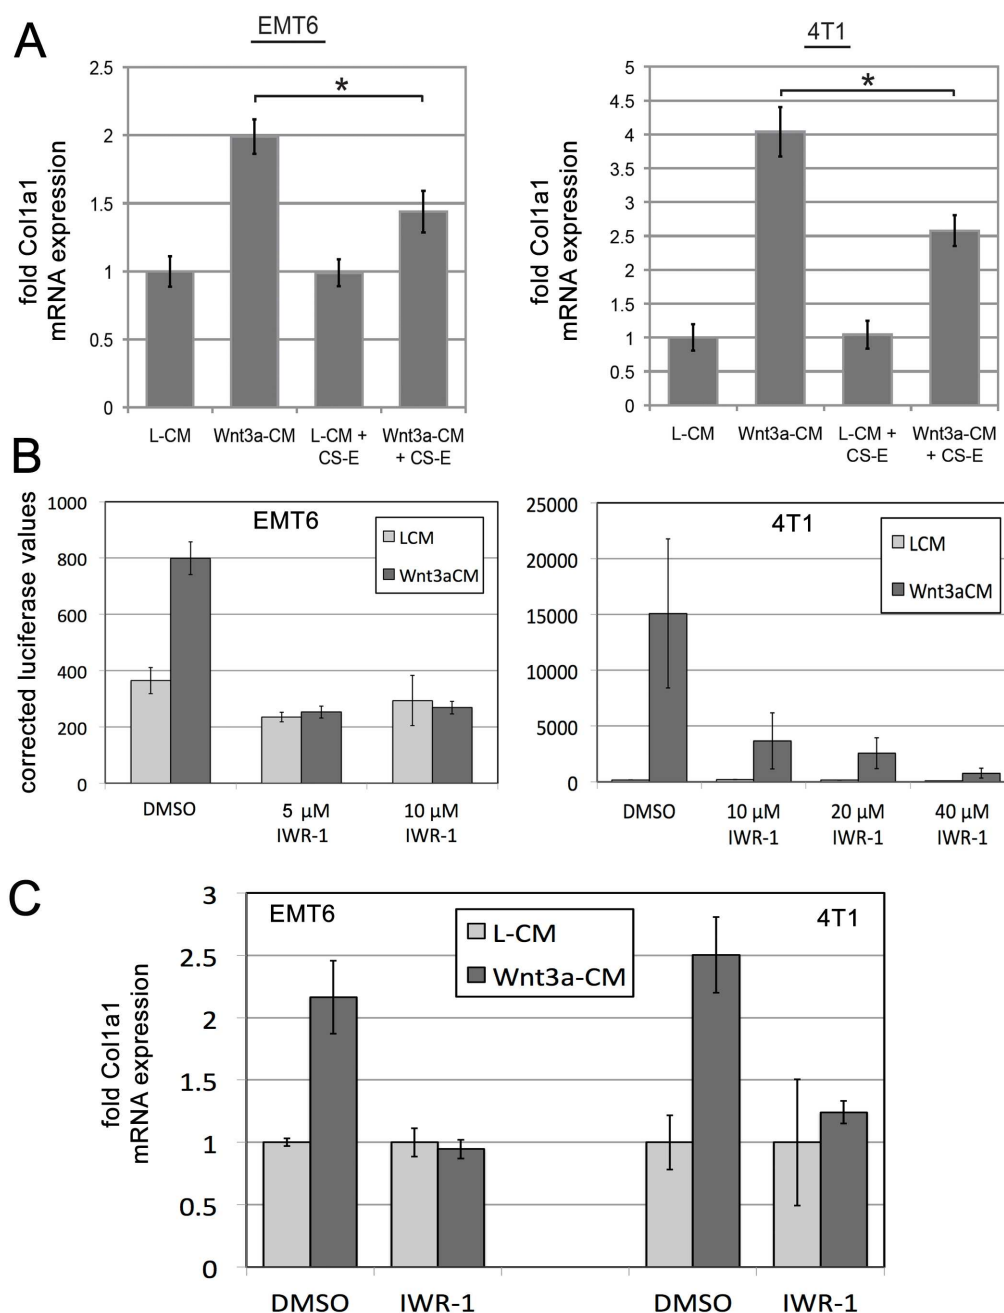 A
EMT6
4T1
fold Col1a1
mRNA expression
2.5
2
1.5
1
0.5
0
*
L-CM
Wnt3a-CM
L-CM +
CS-E
Wnt3a-CM
+ CS-E
fold Col1a1
mRNA expression
5
4.5
4
3.5
3
2.5
2
1.5
1
0.5
0
*
L-CM
Wnt3a-CM
L-CM +
CS-E
Wnt3a-CM
+ CS-E
B
corrected luciferase values
1000
800
600
400
200
0
EMT6
LCM
Wnt3aCM
DMSO
5 µM
IWR-1
10 µM
IWR-1
25000
20000
15000
10000
5000
0
4T1
LCM
Wnt3aCM
DMSO
10 µM
IWR-1
20 µM
IWR-1
40 µM
IWR-1
C
fold Col1a1
mRNA expression
3
2.5
2
1.5
1
0.5
0
EMT6
L-CM
Wnt3a-CM
4T1
DMSO
IWR-1
DMSO
IWR-1